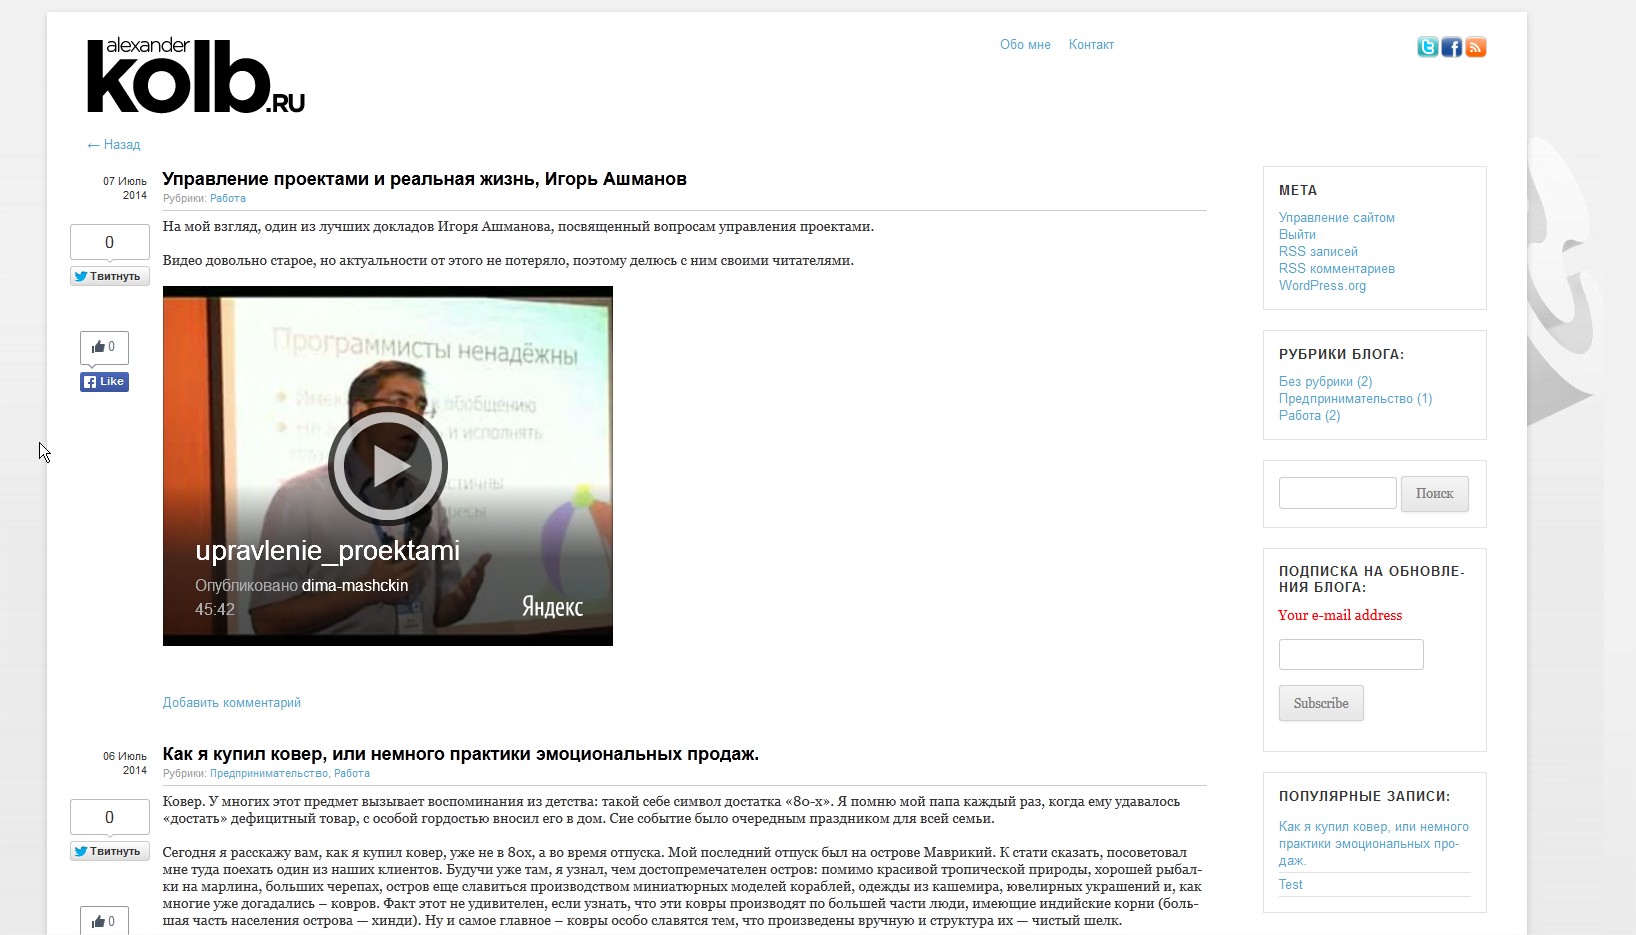 alexander
kolb.RU
Обо мне Контакт
← Назад
07 Июль
2014
Управление проектами и реальная жизнь, Игорь Ашманов
Рубрики: Работа
0
Твитнуть
0
Like
На мой взгляд, один из лучших докладов Игоря Ашманова, посвященный вопросам управления проектами.
Видео довольно старое, но актуальности от этого не потеряло, поэтому делюсь с ним своими читателями.
Программисты ненадёжны
обобщению
и исполнять
upravlenie_proektami
Опубликовано dima-mashckin
45:42
Яндекс
Добавить комментарий
06 Июль
2014
Как я купил ковер, или немного практики эмоциональных продаж.
Рубрики: Предпринимательство, Работа
0
Твитнуть
0
Ковер. У многих этот предмет вызывает воспоминания из детства: такой себе символ достатка «80-х». Я помню мой папа каждый раз, когда ему удавалось
«достать» дефицитный товар, с особой гордостью вносил его в дом. Сие событие было очередным праздником для всей семьи.
Сегодня я расскажу вам, как я купил ковер, уже не в 80х, а во время отпуска. Мой последний отпуск был на острове Маврикий. К стати сказать, посоветовал
мне туда поехать один из наших клиентов. Будучи уже там, я узнал, чем достопремечателен остров: помимо красивой тропической природы, хорошей рыбал-
ки на марлина, больших черепах, остров еще славиться производством миниатюрных моделей кораблей, одежды из кашемира, ювелирных украшений и, как
многие уже догадались – ковров. Факт этот не удивителен, если узнать, что эти ковры производят по большей части люди, имеющие индийские корни (боль-
шая часть населения острова — хинди). Ну и самое главное – ковры особо славятся тем, что произведены вручную и структура их — чистый шелк.
МЕТА
Управление сайтом
Выйти
RSS записей
RSS комментариев
WordPress.org
РУБРИКИ БЛОГА:
Без рубрики (2)
Предпринимательство (1)
Работа (2)
Поиск
ПОДПИСКА НА ОБНОВЛЕ-
НИЯ БЛОГА:
Your e-mail address
Subscribe
ПОПУЛЯРНЫЕ ЗАПИСИ:
Как я купил ковер, или немного
практики эмоциональных про-
даж.
Test